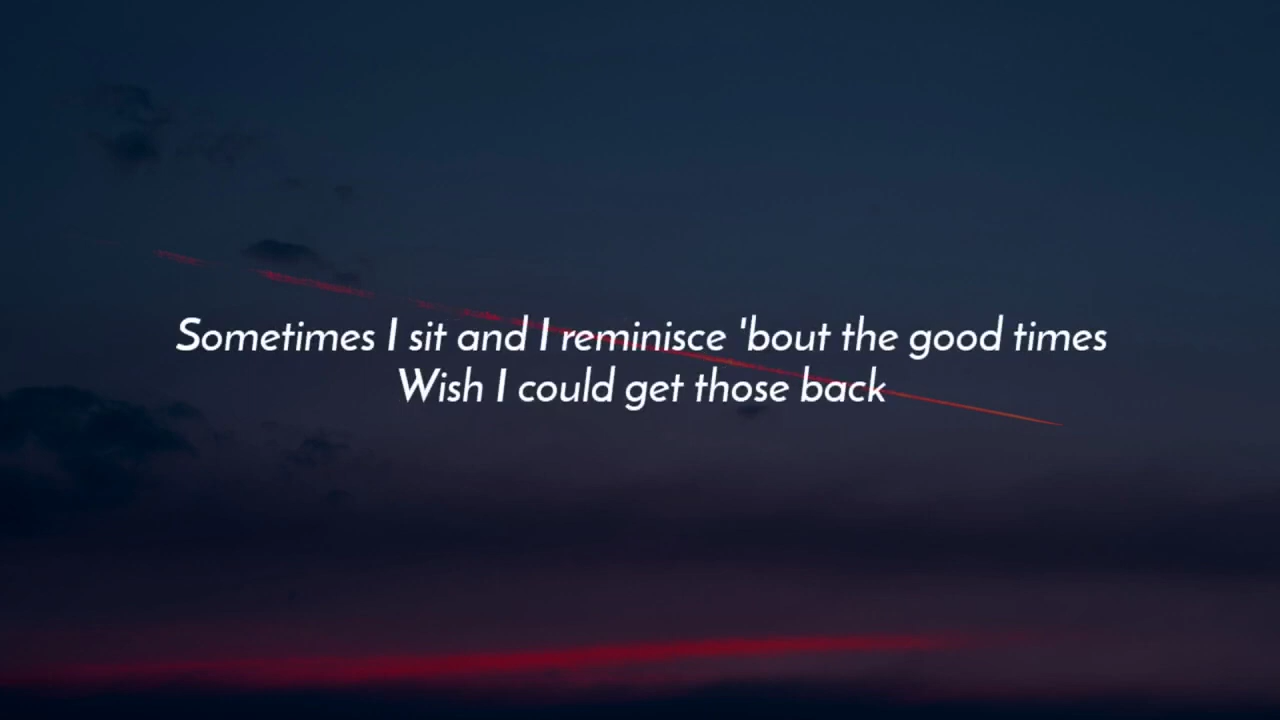 Sometimes I sit and I reminisce 'bout the good times
Wish I could get those back